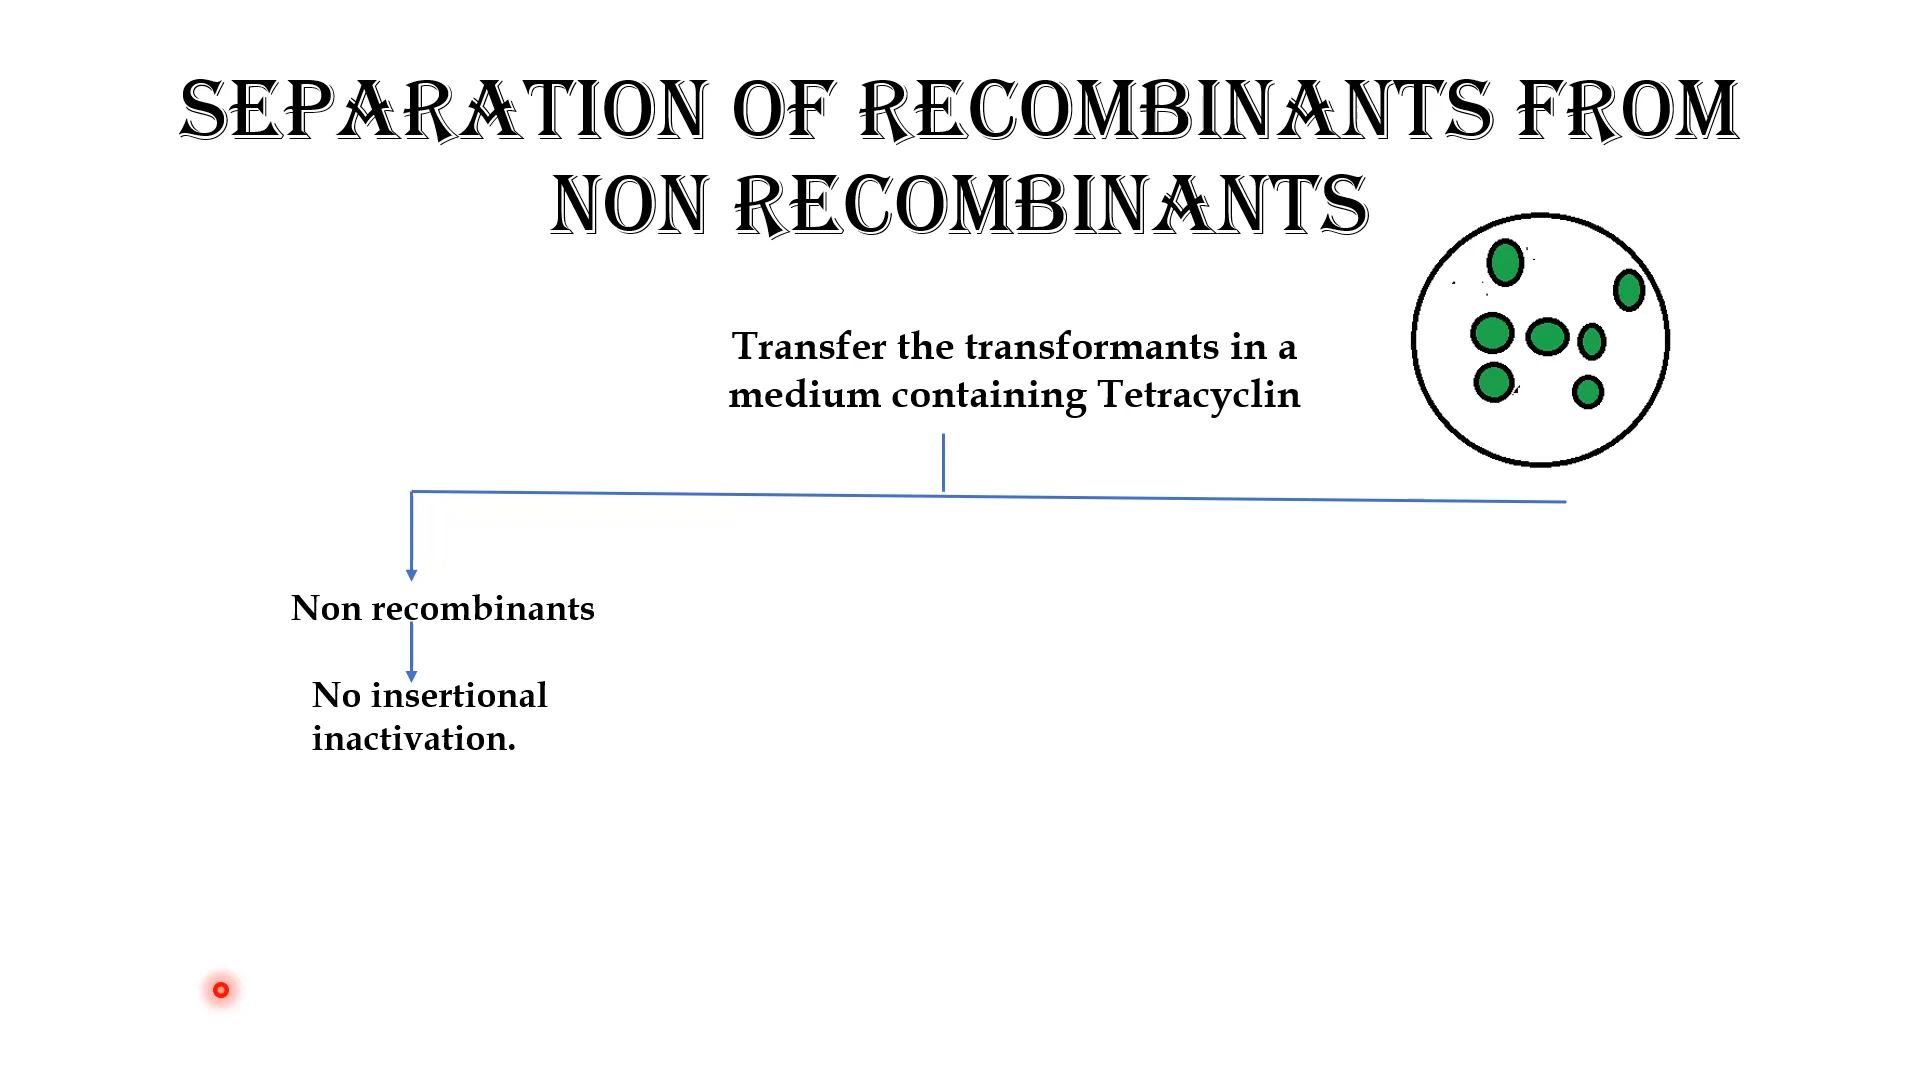 SEPARATION OF RECOMBINANTS FROM
NON RECOMBINANTS
Transfer the transformants in a
medium containing Tetracyclin
Non recombinants
No insertional
inactivation.